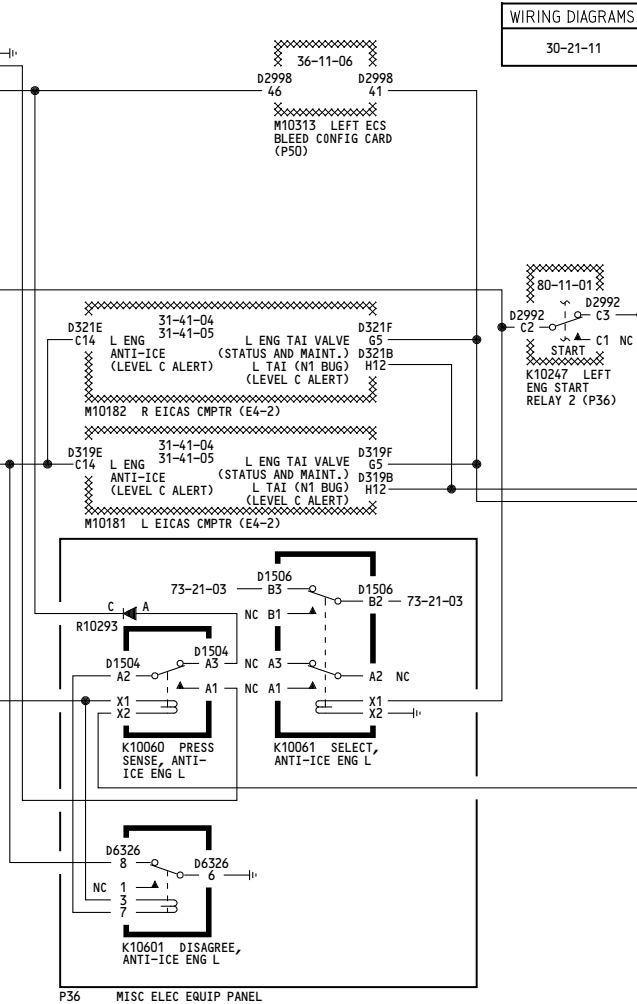 WIRING DIAGRAMS
30-21-11
36-11-06
D2998 D2998
46 41
M10313 LEFT ECS
BLEED CONFIG CARD
(P50)
80-11-01
D2992
D2992 C3
C2
C1 NC
START
K10247 LEFT
ENG START
RELAY 2 (P36)
31-41-04
31-41-05
D321E D321F
C14 L ENG L ENG TAI VALVE G5
ANTI-ICE (STATUS AND MAINT.) D321B
(LEVEL C ALERT) L TAI (N1 BUG) H12
(LEVEL C ALERT)
M10182 R EICAS CMPTR (E4-2)
31-41-04
31-41-05
D319E D319F
C14 L ENG L ENG TAI VALVE G5
ANTI-ICE (STATUS AND MAINT.) D319B
(LEVEL C ALERT) L TAI (N1 BUG) H12
(LEVEL C ALERT)
M10181 L EICAS CMPTR (E4-2)
D1506
73-21-03 B3 D1506
B2 73-21-03
C A
NC B1
R10293
D1504
D1504 A3 NC A3
A2 A2 NC
A1 NC A1
X1 X1
X2 X2
K10060 PRESS
SENSE, ANTI-
ICE ENG L
K10061 SELECT,
ANTI-ICE ENG L
D6326
8 D6326
6
NC 1
3
7
K10601 DISAGREE,
ANTI-ICE ENG L
P36 MISC ELEC EQUIP PANEL